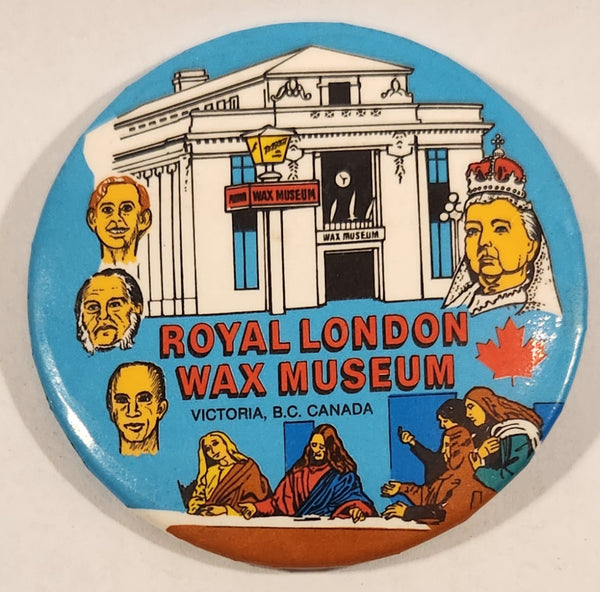 WAX MUSEUM
WAX MUSEUM
ROYAL LONDON
WAX MUSEUM
VICTORIA, B.C. CANADA